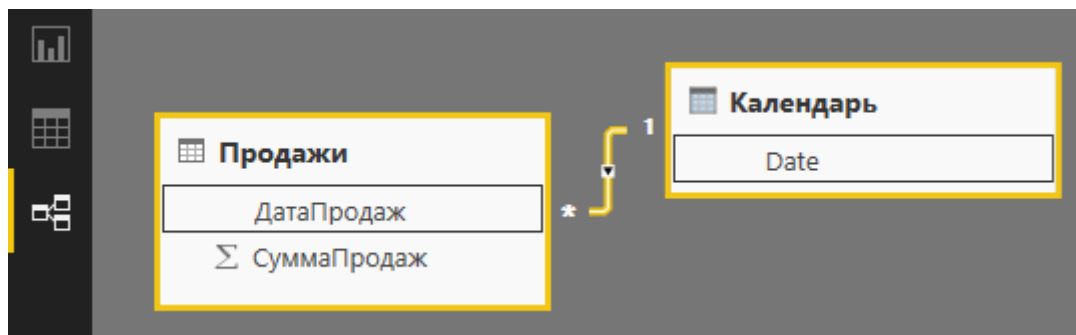 Продажи
ДатаПродаж
∑ СуммаПродаж
*
1
Календарь
Date